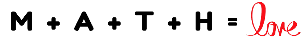 M + A + T + H = love